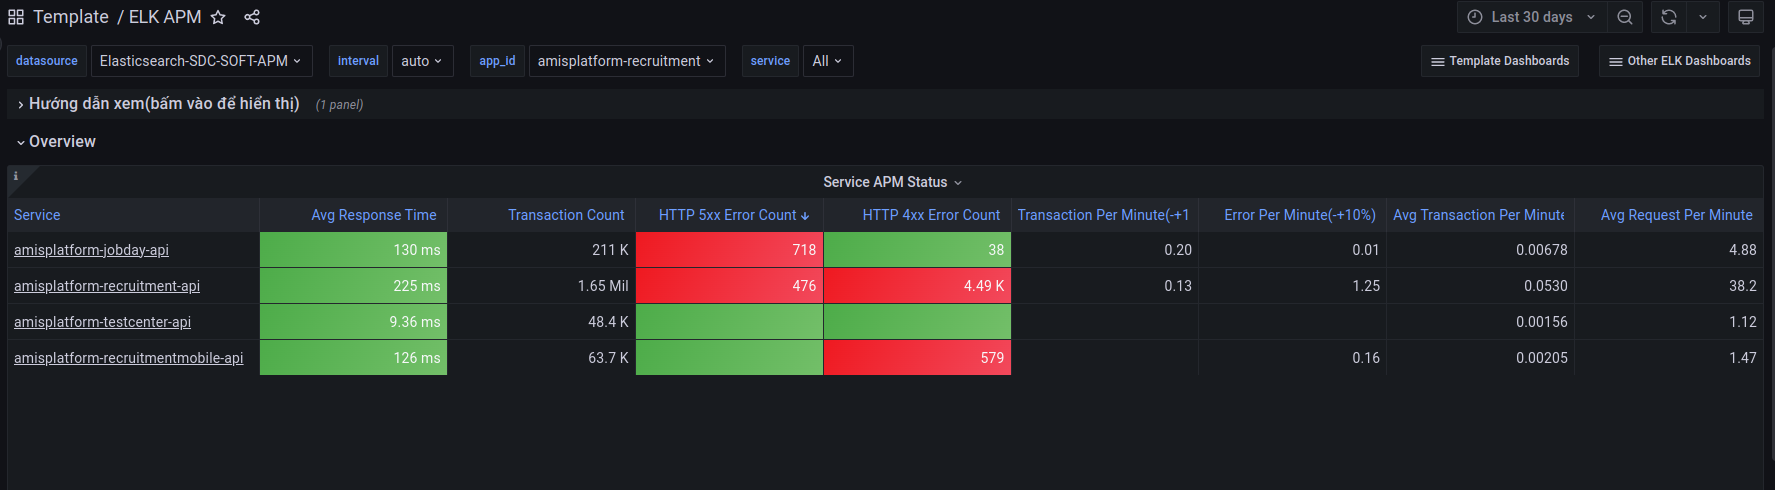 Template / ELK APM
Last 30 days
datasource Elasticsearch-SDC-SOFT-APM interval auto app_id amisplatform-recruitment service All Template Dashboards Other ELK Dashboards
Hướng dẫn xem(bấm vào để hiển thị) (1 panel)
Overview
i
Service APM Status
Service Avg Response Time Transaction Count HTTP 5xx Error Count HTTP 4xx Error Count Transaction Per Minute(-+1 Error Per Minute(-+10%) Avg Transaction Per Minute Avg Request Per Minute
amisplatform-jobday-api 130 ms 211 K 718 38 0.20 0.01 0.00678 4.88
amisplatform-recruitment-api 225 ms 1.65 Mil 476 4.49 K 0.13 1.25 0.0530 38.2
amisplatform-testcenter-api 9.36 ms 48.4 K 0.00156 1.12
amisplatform-recruitmentmobile-api 126 ms 63.7 K 579 0.16 0.00205 1.47